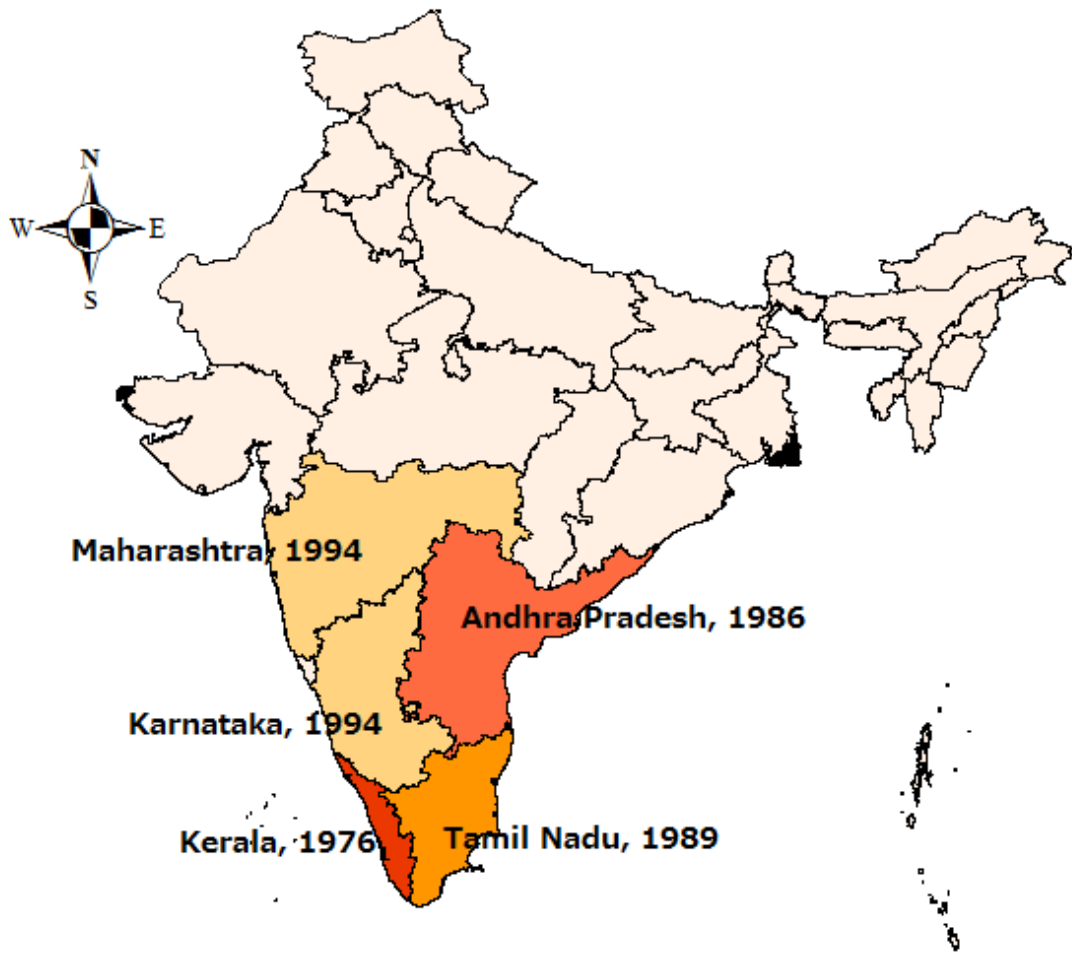 N
W E
S
Maharashtra, 1994
Andhra Pradesh, 1986
Karnataka, 1994
Kerala, 1976
Tamil Nadu, 1989